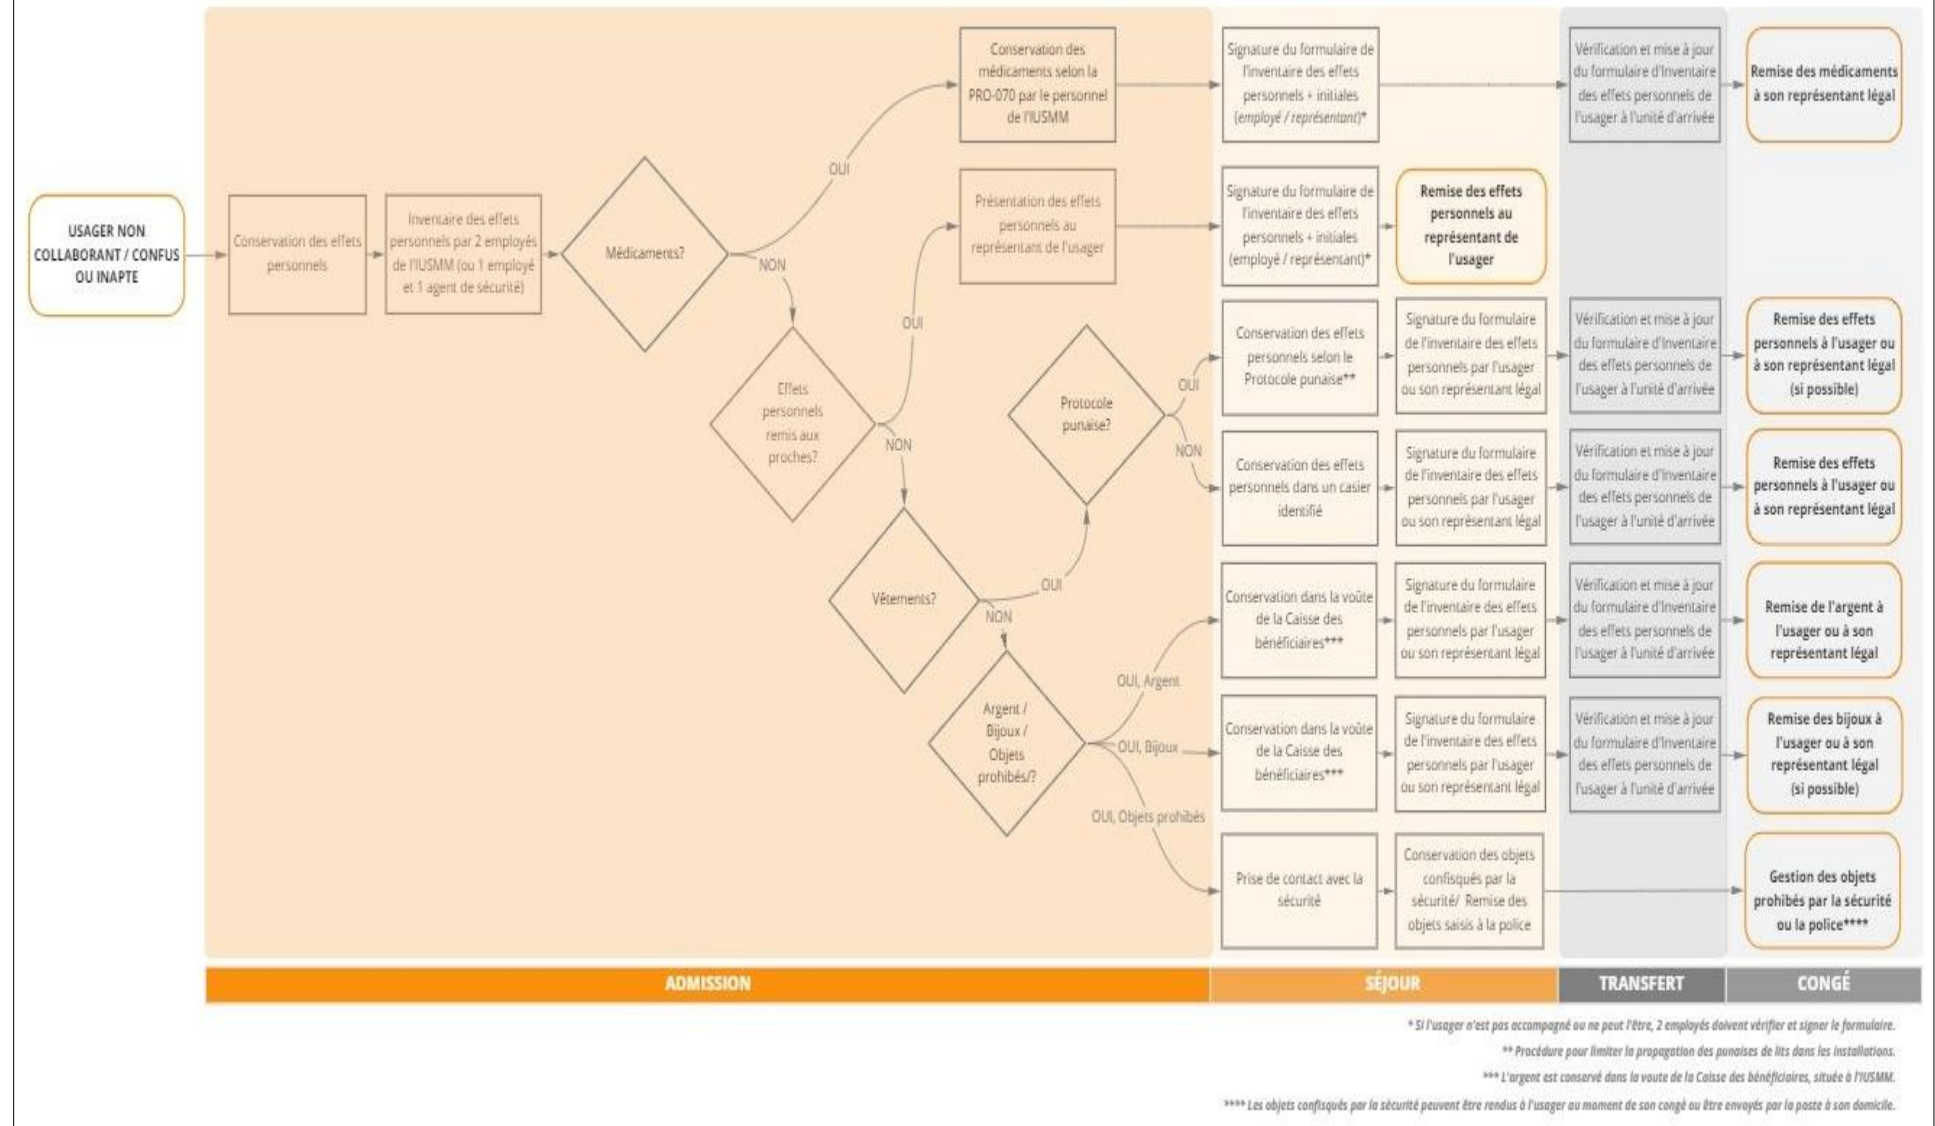 Conservation des
médicaments selon la
PRO-070 par le personnel
de l'IUSMM
Signature du formulaire de
l'inventaire des effets
personnels + initiales
(employé / représentant)*
Vérification et mise à jour
du formulaire d'Inventaire
des effets personnels de
l'usager à l'unité d'arrivée
Remise des médicaments
à son représentant légal
OUI
USAGER NON
COLLABORANT / CONFUS
OU INAPTE
Conservation des effets
personnels
Inventaire des effets
personnels par 2 employés
de l'IUSMM (ou 1 employé
et 1 agent de sécurité)
Médicaments?
NON
Présentation des effets
personnels au
représentant de l'usager
Signature du formulaire de
l'inventaire des effets
personnels + initiales
(employé / représentant)*
Remise des effets
personnels au
représentant de
l'usager
OUI
Effets
personnels
remis aux
proches?
NON
Protocole
punaise?
OUI
Conservation des effets
personnels selon le
Protocole punaise**
Signature du formulaire
de l'inventaire des effets
personnels par l'usager
ou son représentant légal
Vérification et mise à jour
du formulaire d'Inventaire
des effets personnels de
l'usager à l'unité d'arrivée
Remise des effets
personnels à l'usager ou
à son représentant légal
(si possible)
NON
Conservation des effets
personnels dans un casier
identifié
Signature du formulaire
de l'inventaire des effets
personnels par l'usager
ou son représentant légal
Vérification et mise à jour
du formulaire d'Inventaire
des effets personnels de
l'usager à l'unité d'arrivée
Remise des effets
personnels à l'usager ou
à son représentant légal
Vêtements?
OUI
NON
Conservation dans la voûte
de la Caisse des
bénéficiaires***
Signature du formulaire
de l'inventaire des effets
personnels par l'usager
ou son représentant légal
Vérification et mise à jour
du formulaire d'Inventaire
des effets personnels de
l'usager à l'unité d'arrivée
Remise de l'argent à
l'usager ou à son
représentant légal
OUI, Argent
Argent /
Bijoux /
Objets
prohibés/?
OUI, Bijoux
Conservation dans la voûte
de la Caisse des
bénéficiaires***
Signature du formulaire
de l'inventaire des effets
personnels par l'usager
ou son représentant légal
Vérification et mise à jour
du formulaire d'Inventaire
des effets personnels de
l'usager à l'unité d'arrivée
Remise des bijoux à
l'usager ou à son
représentant légal
(si possible)
OUI, Objets prohibés
Prise de contact avec la
sécurité
Conservation des objets
confisqués par la
sécurité/ Remise des
objets saisis à la police
Gestion des objets
prohibés par la sécurité
ou la police****
ADMISSION
SÉJOUR
TRANSFERT
CONGÉ
* Si l'usager n'est pas accompagné ou ne peut l'être, 2 employés doivent vérifier et signer le formulaire.
** Procédure pour limiter la propagation des punaises de lits dans les installations.
*** L'argent est conservé dans la voute de la Caisse des bénéficiaires, située à l'IUSMM.
**** Les objets confisqués par la sécurité peuvent être rendus à l'usager au moment de son congé ou être envoyés par la poste à son domicile.